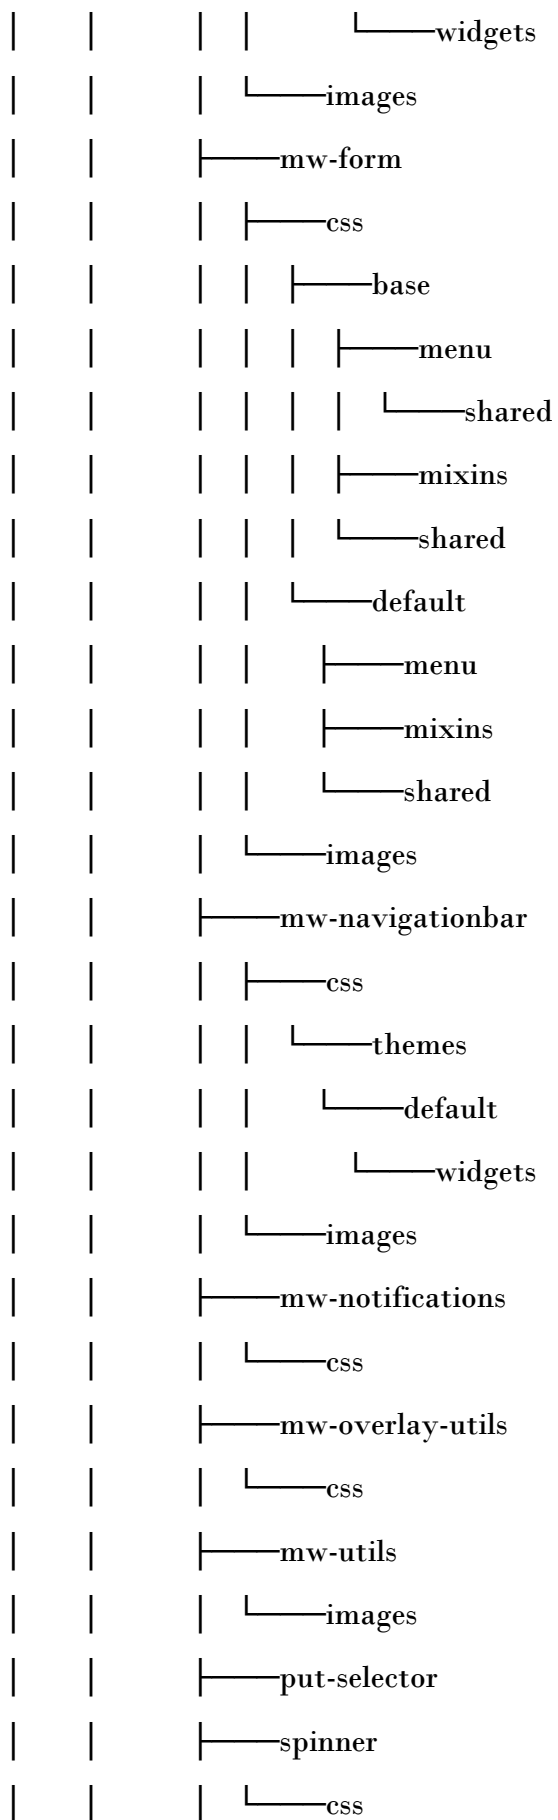 │ │ │ │ └────widgets
│ │ │ └────images
│ │ ├────mw-form
│ │ │ ├────css
│ │ │ │ ├────base
│ │ │ │ │ ├────menu
│ │ │ │ │ │ └────shared
│ │ │ │ │ ├────mixins
│ │ │ │ │ └────shared
│ │ │ │ └────default
│ │ │ │ ├────menu
│ │ │ │ ├────mixins
│ │ │ │ └────shared
│ │ │ └────images
│ │ ├────mw-navigationbar
│ │ │ ├────css
│ │ │ │ └────themes
│ │ │ │ └────default
│ │ │ │ └────widgets
│ │ │ └────images
│ │ ├────mw-notifications
│ │ │ └────css
│ │ ├────mw-overlay-utils
│ │ │ └────css
│ │ ├────mw-utils
│ │ │ └────images
│ │ ├────put-selector
│ │ ├────spinner
│ │ │ └────css